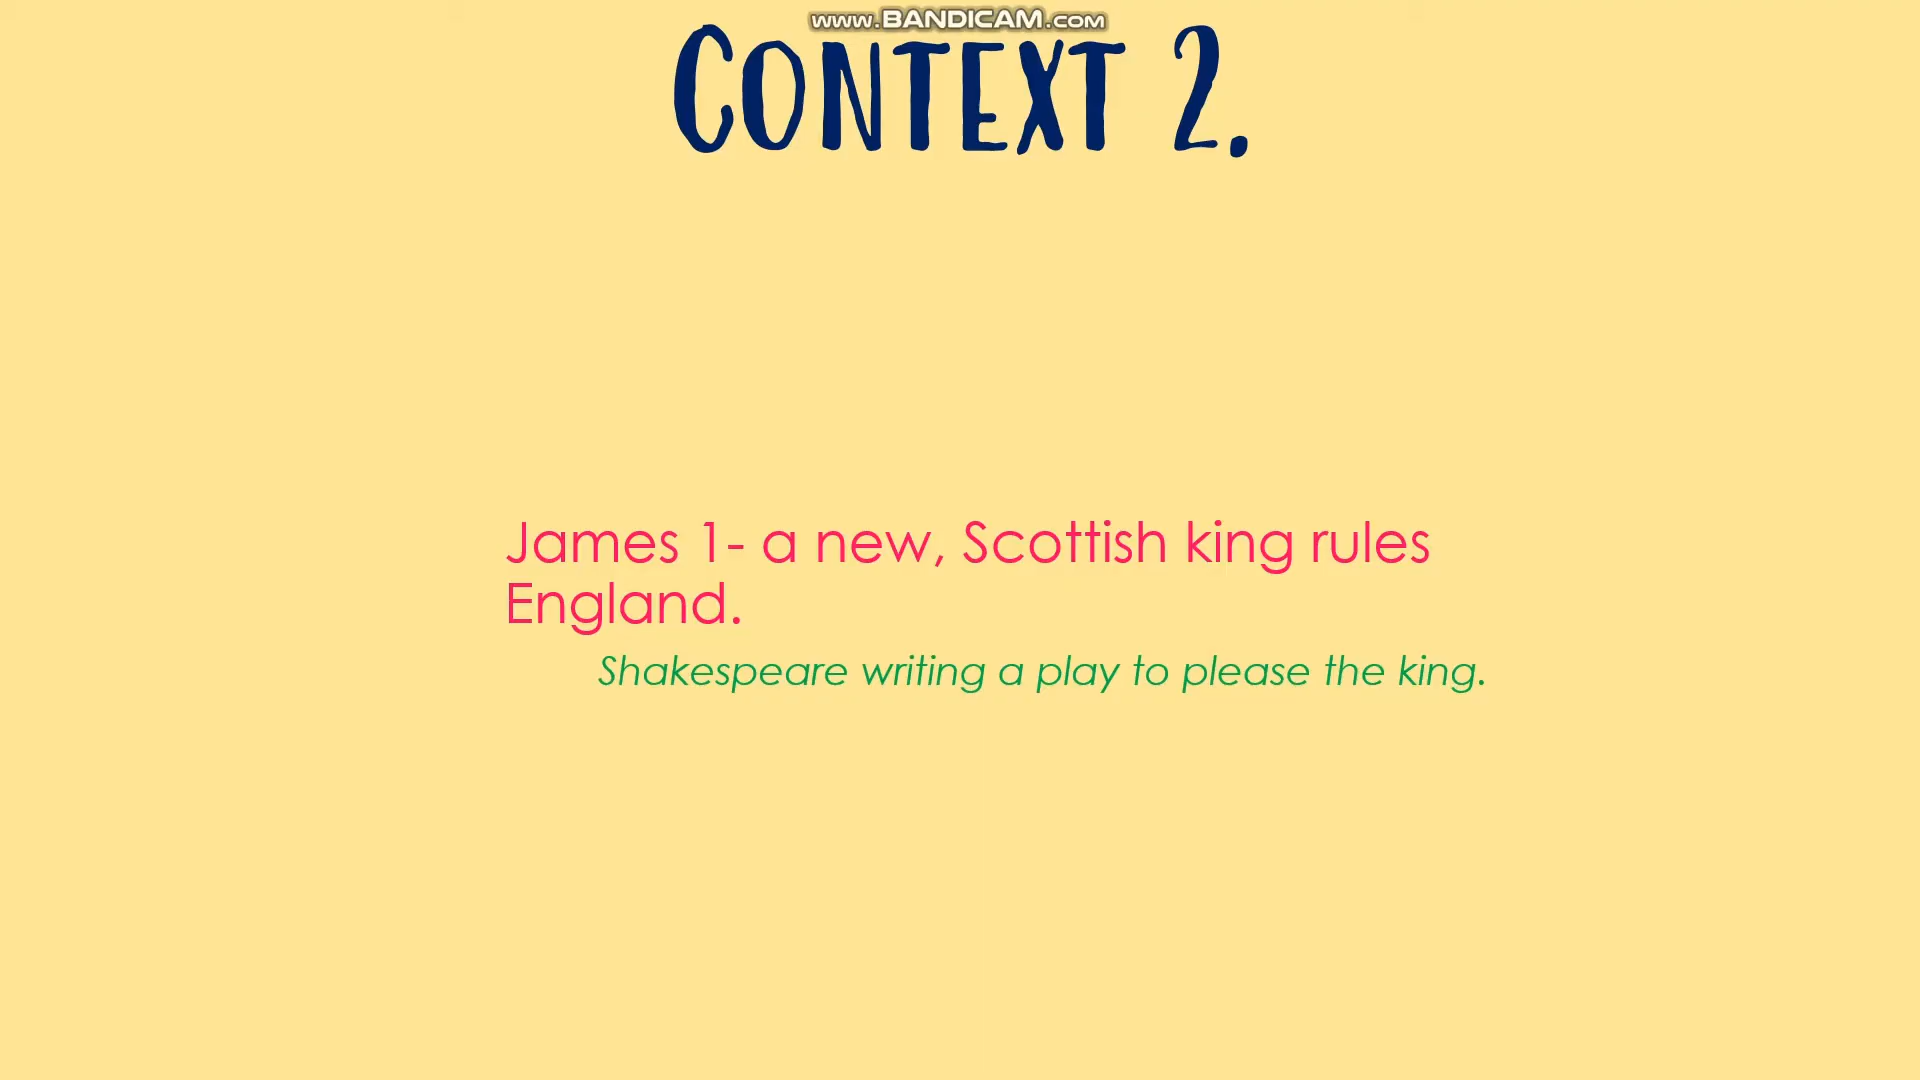 www.BANDICAM.com
CONTEXT 2.
James 1- a new, Scottish king rules
England.
Shakespeare writing a play to please the king.